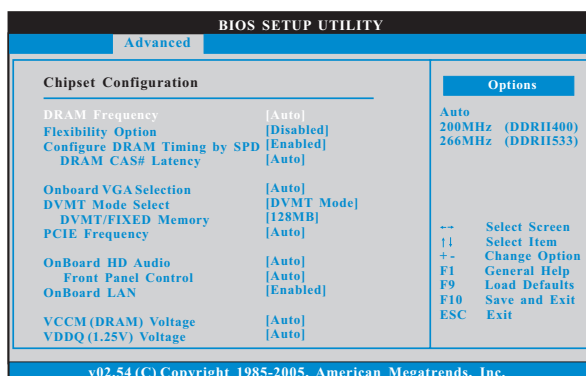 BIOS SETUP UTILITY
Advanced
Chipset Configuration
DRAM Frequency [Auto]
Flexibility Option [Disabled]
Configure DRAM Timing by SPD [Enabled]
DRAM CAS# Latency [Auto]
Onboard VGA Selection [Auto]
DVMT Mode Select [DVMT Mode]
DVMT/FIXED Memory [128MB]
PCIE Frequency [Auto]
OnBoard HD Audio [Auto]
Front Panel Control [Auto]
OnBoard LAN [Enabled]
VCCM (DRAM) Voltage [Auto]
VDDQ (1.25V) Voltage [Auto]
Options
Auto
200MHz (DDRII400)
266MHz (DDRII533)
←→ Select Screen
↑↓ Select Item
+ - Change Option
F1 General Help
F9 Load Defaults
F10 Save and Exit
ESC Exit
v02.54 (C) Copyright 1985-2005, American Megatrends, Inc.